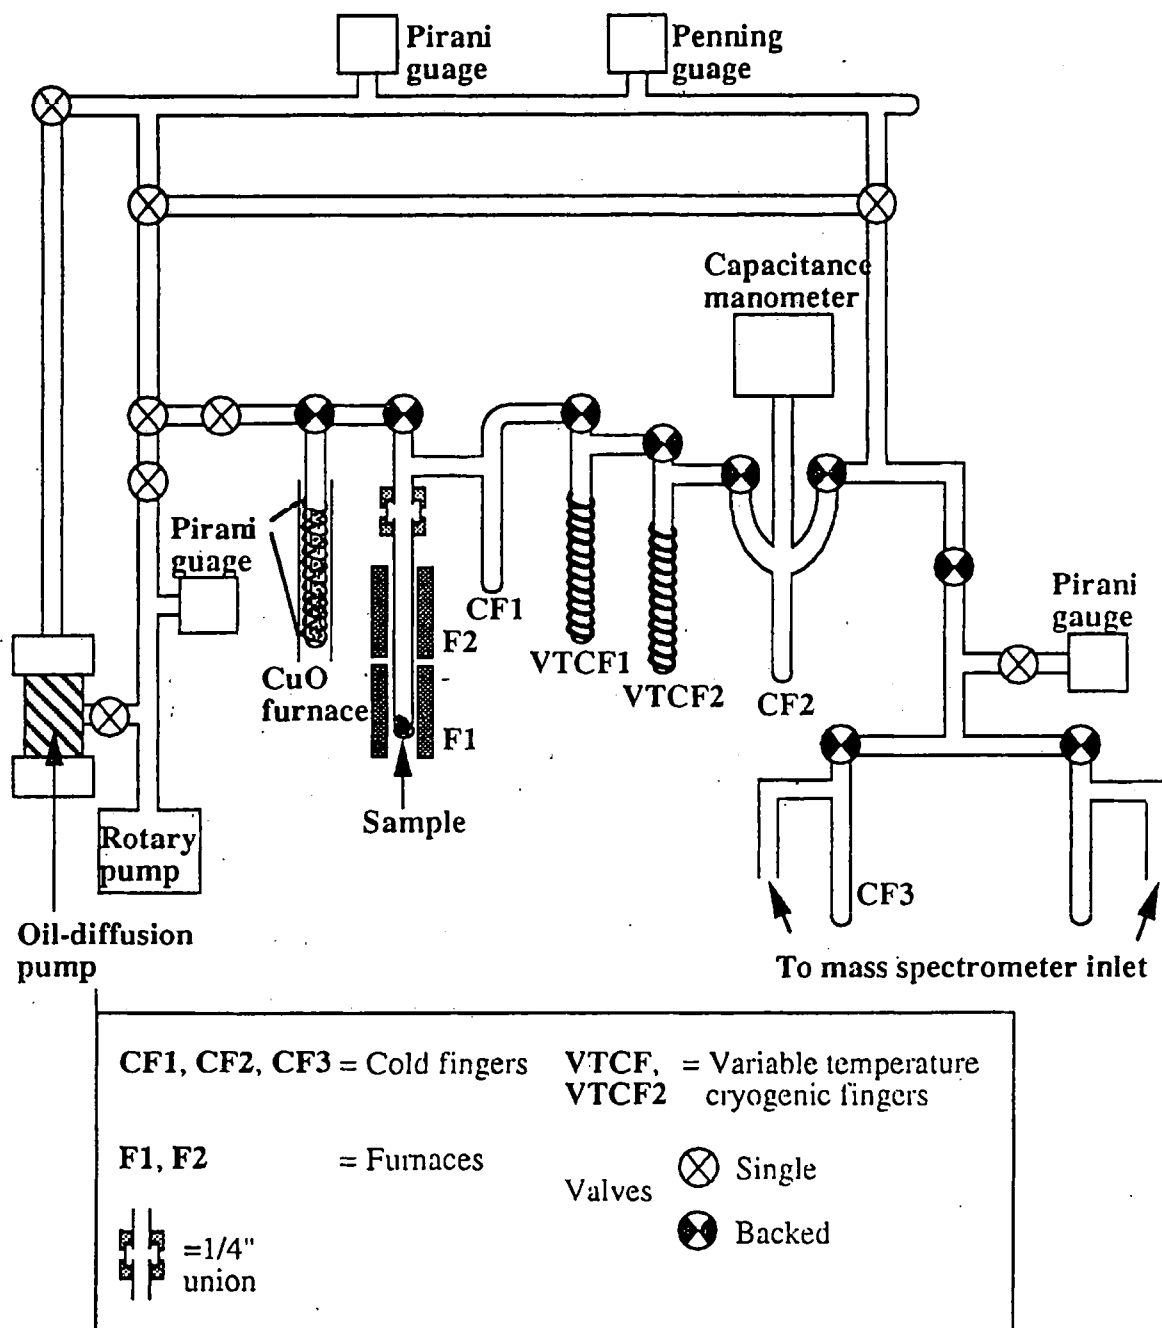 Pirani
guage
Penning
guage
Capacitance
manometer
Pirani
guage
CuO
furnace
F2
F1
Sample
CF1
VTCF1
VTCF2
CF2
Pirani
gauge
Rotary
pump
Oil-diffusion
pump
CF3
To mass spectrometer inlet
CF1, CF2, CF3 = Cold fingers
VTCF, = Variable temperature
VTCF2 cryogenic fingers
F1, F2 = Furnaces
Valves
Single
Backed
=1/4"
union